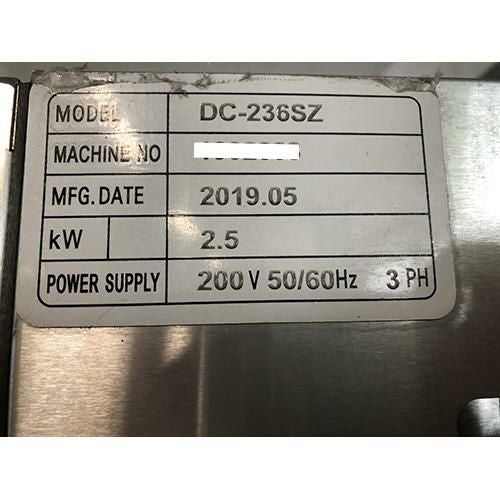 MODEL DC-236SZ
MACHINE NO
MFG. DATE 2019.05
kW 2.5
POWER SUPPLY 200 V 50/60Hz 3 PH